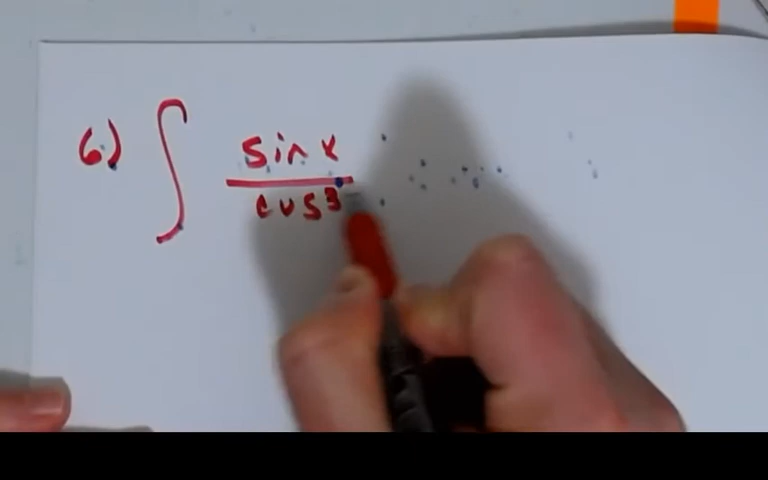 6) ∫ sin x
cos³